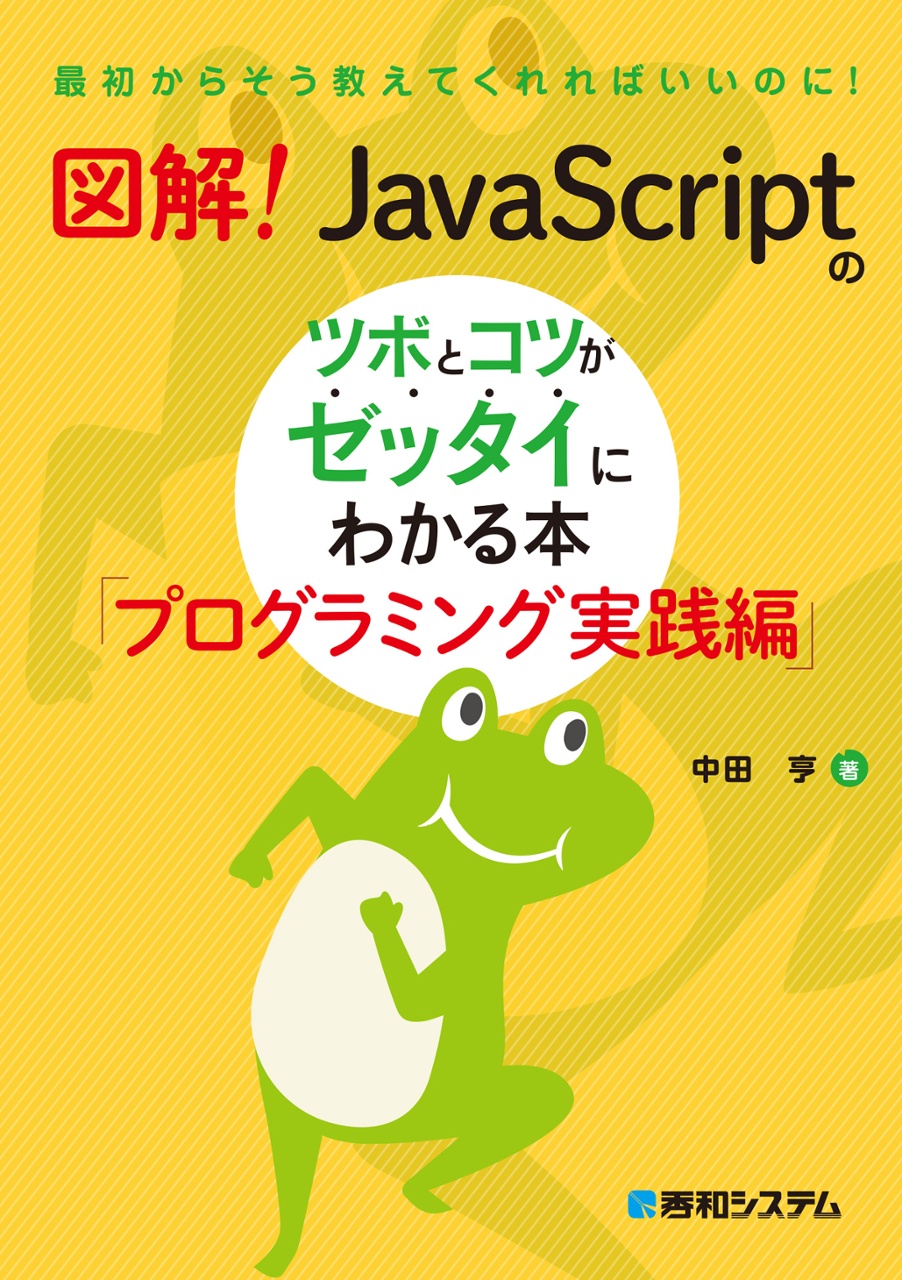 最初からそう教えてくれればいいのに!
図解! JavaScriptの
ツボとコツが
ゼッタイに
わかる本
「プログラミング実践編」
中田 亨 著
秀和システム